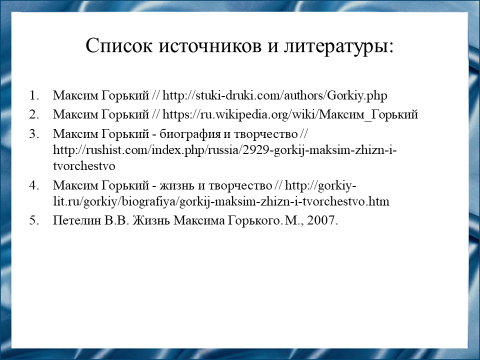 Список источников и литературы:
1. Максим Горький // http://stuki-druki.com/authors/Gorkiy.php
2. Максим Горький // https://ru.wikipedia.org/wiki/Максим_Горький
3. Максим Горький - биография и творчество //
http://rushist.com/index.php/russia/2929-gorkij-maksim-zhizn-i-
tvorchestvo
4. Максим Горький - жизнь и творчество // http://gorkiy-
lit.ru/gorkiy/biografiya/gorkij-maksim-zhizn-i-tvorchestvo.htm
5. Петелин В.В. Жизнь Максима Горького. М., 2007.